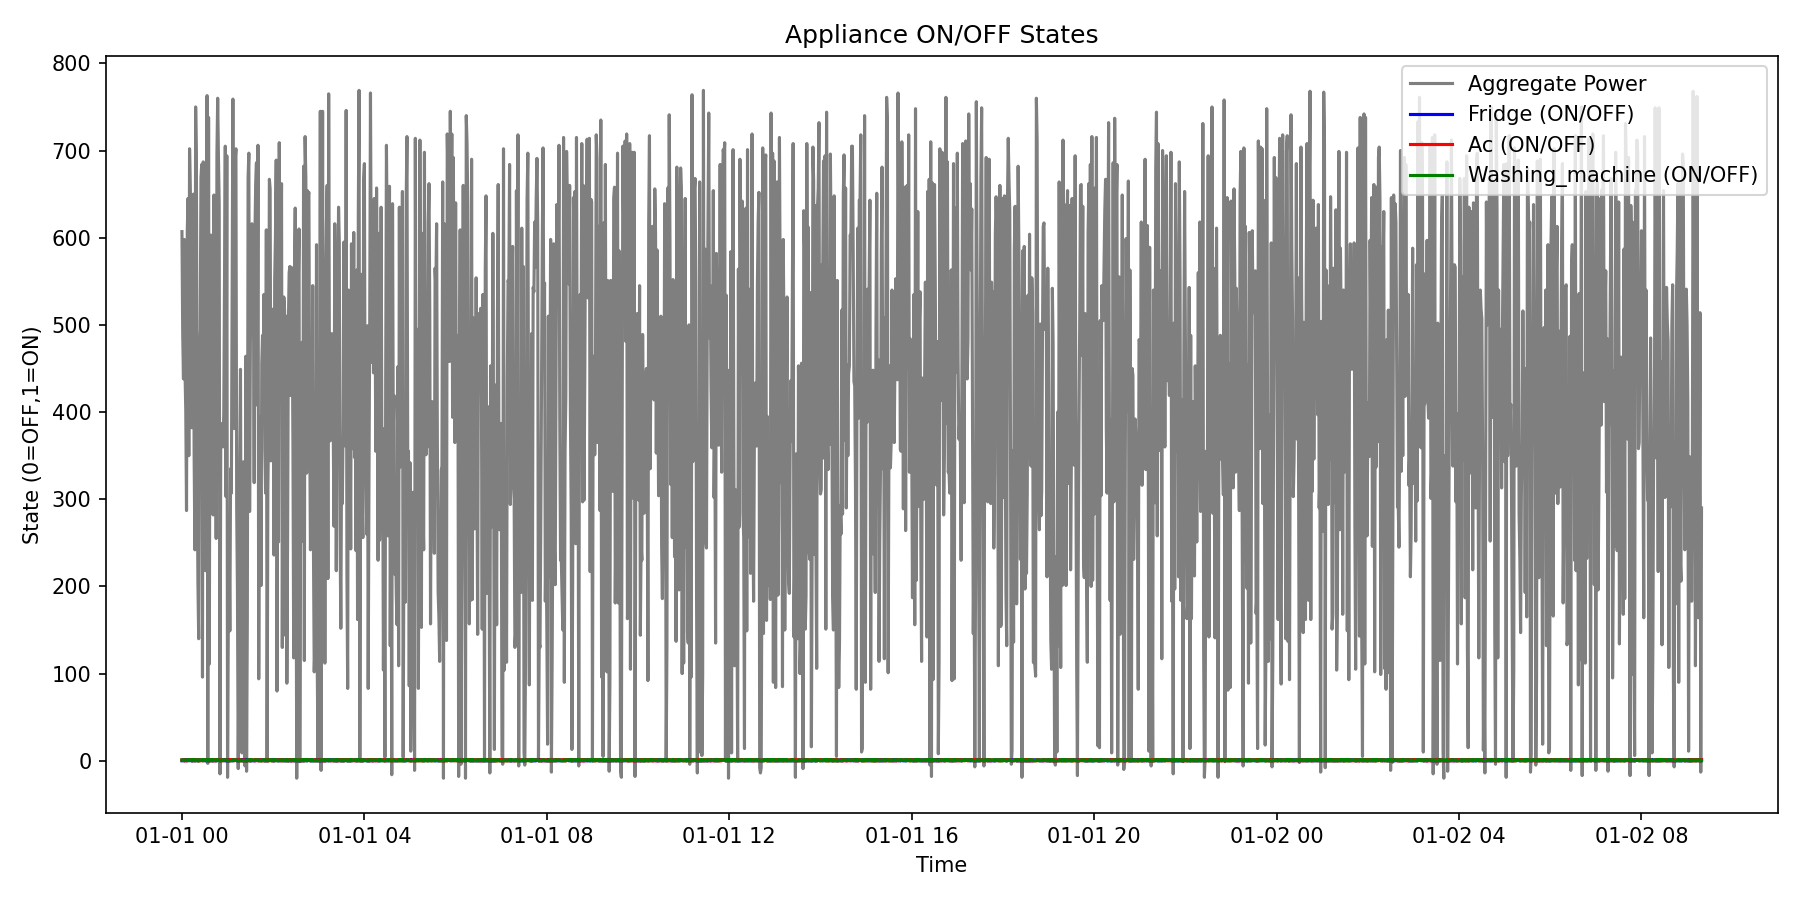 Appliance ON/OFF States
Aggregate Power
Fridge (ON/OFF)
Ac (ON/OFF)
Washing_machine (ON/OFF)
State (0=OFF,1=ON)
800
700
600
500
400
300
200
100
0
01-01 00
01-01 04
01-01 08
01-01 12
01-01 16
01-01 20
01-02 00
01-02 04
01-02 08
Time